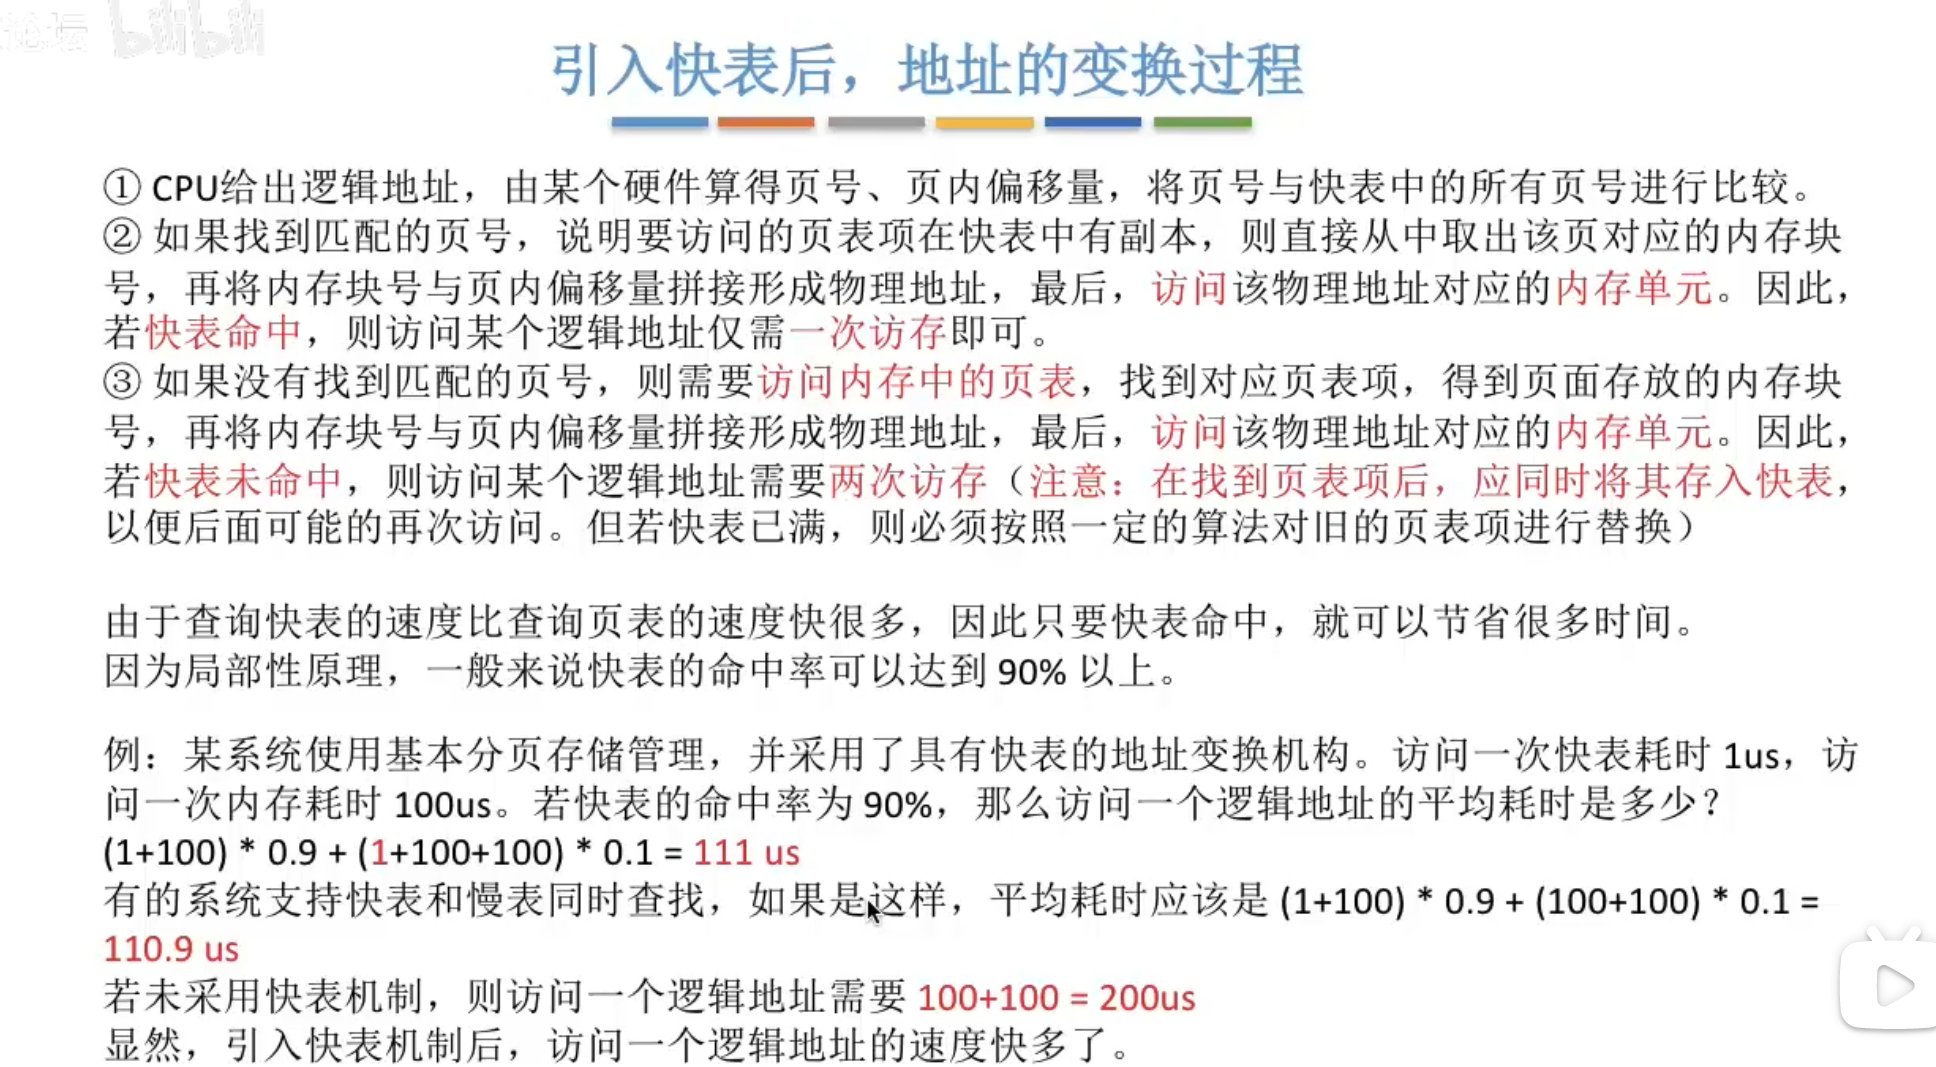 论坛 bilibili
引入快表后，地址的变换过程
① CPU给出逻辑地址，由某个硬件算得页号、页内偏移量，将页号与快表中的所有页号进行比较。
② 如果找到匹配的页号，说明要访问的页表项在快表中有副本，则直接从中取出该页对应的内存块
号，再将内存块号与页内偏移量拼接形成物理地址，最后，访问该物理地址对应的内存单元。因此，
若快表命中，则访问某个逻辑地址仅需一次访存即可。
③ 如果没有找到匹配的页号，则需要访问内存中的页表，找到对应页表项，得到页面存放的内存块
号，再将内存块号与页内偏移量拼接形成物理地址，最后，访问该物理地址对应的内存单元。因此，
若快表未命中，则访问某个逻辑地址需要两次访存（注意：在找到页表项后，应同时将其存入快表，
以便后面可能的再次访问。但若快表已满，则必须按照一定的算法对旧的页表项进行替换）
由于查询快表的速度比查询页表的速度快很多，因此只要快表命中，就可以节省很多时间。
因为局部性原理，一般来说快表的命中率可以达到 90% 以上。
例：某系统使用基本分页存储管理，并采用了具有快表的地址变换机构。访问一次快表耗时 1us，访
问一次内存耗时 100us。若快表的命中率为 90%，那么访问一个逻辑地址的平均耗时是多少？
(1+100) * 0.9 + (1+100+100) * 0.1 = 111 us
有的系统支持快表和慢表同时查找，如果是这样，平均耗时应该是 (1+100) * 0.9 + (100+100) * 0.1 =
110.9 us
若未采用快表机制，则访问一个逻辑地址需要 100+100 = 200us
显然，引入快表机制后，访问一个逻辑地址的速度快多了。